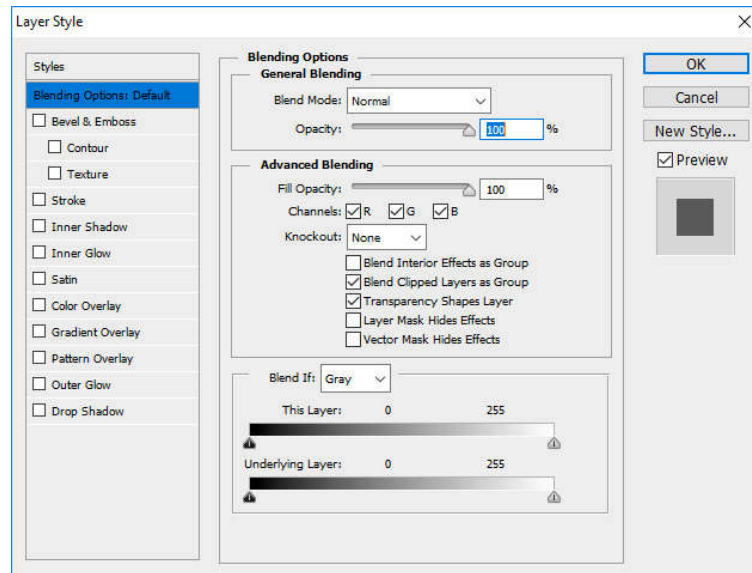 Layer Style
Styles
Blending Options: Default
Bevel & Emboss
Contour
Texture
Stroke
Inner Shadow
Inner Glow
Satin
Color Overlay
Gradient Overlay
Pattern Overlay
Outer Glow
Drop Shadow
Blending Options
General Blending
Blend Mode: Normal
Opacity: 100 %
Advanced Blending
Fill Opacity: 100 %
Channels: R G B
Knockout: None
Blend Interior Effects as Group
Blend Clipped Layers as Group
Transparency Shapes Layer
Layer Mask Hides Effects
Vector Mask Hides Effects
Blend If: Gray
This Layer: 0 255
Underlying Layer: 0 255
OK
Cancel
New Style...
Preview